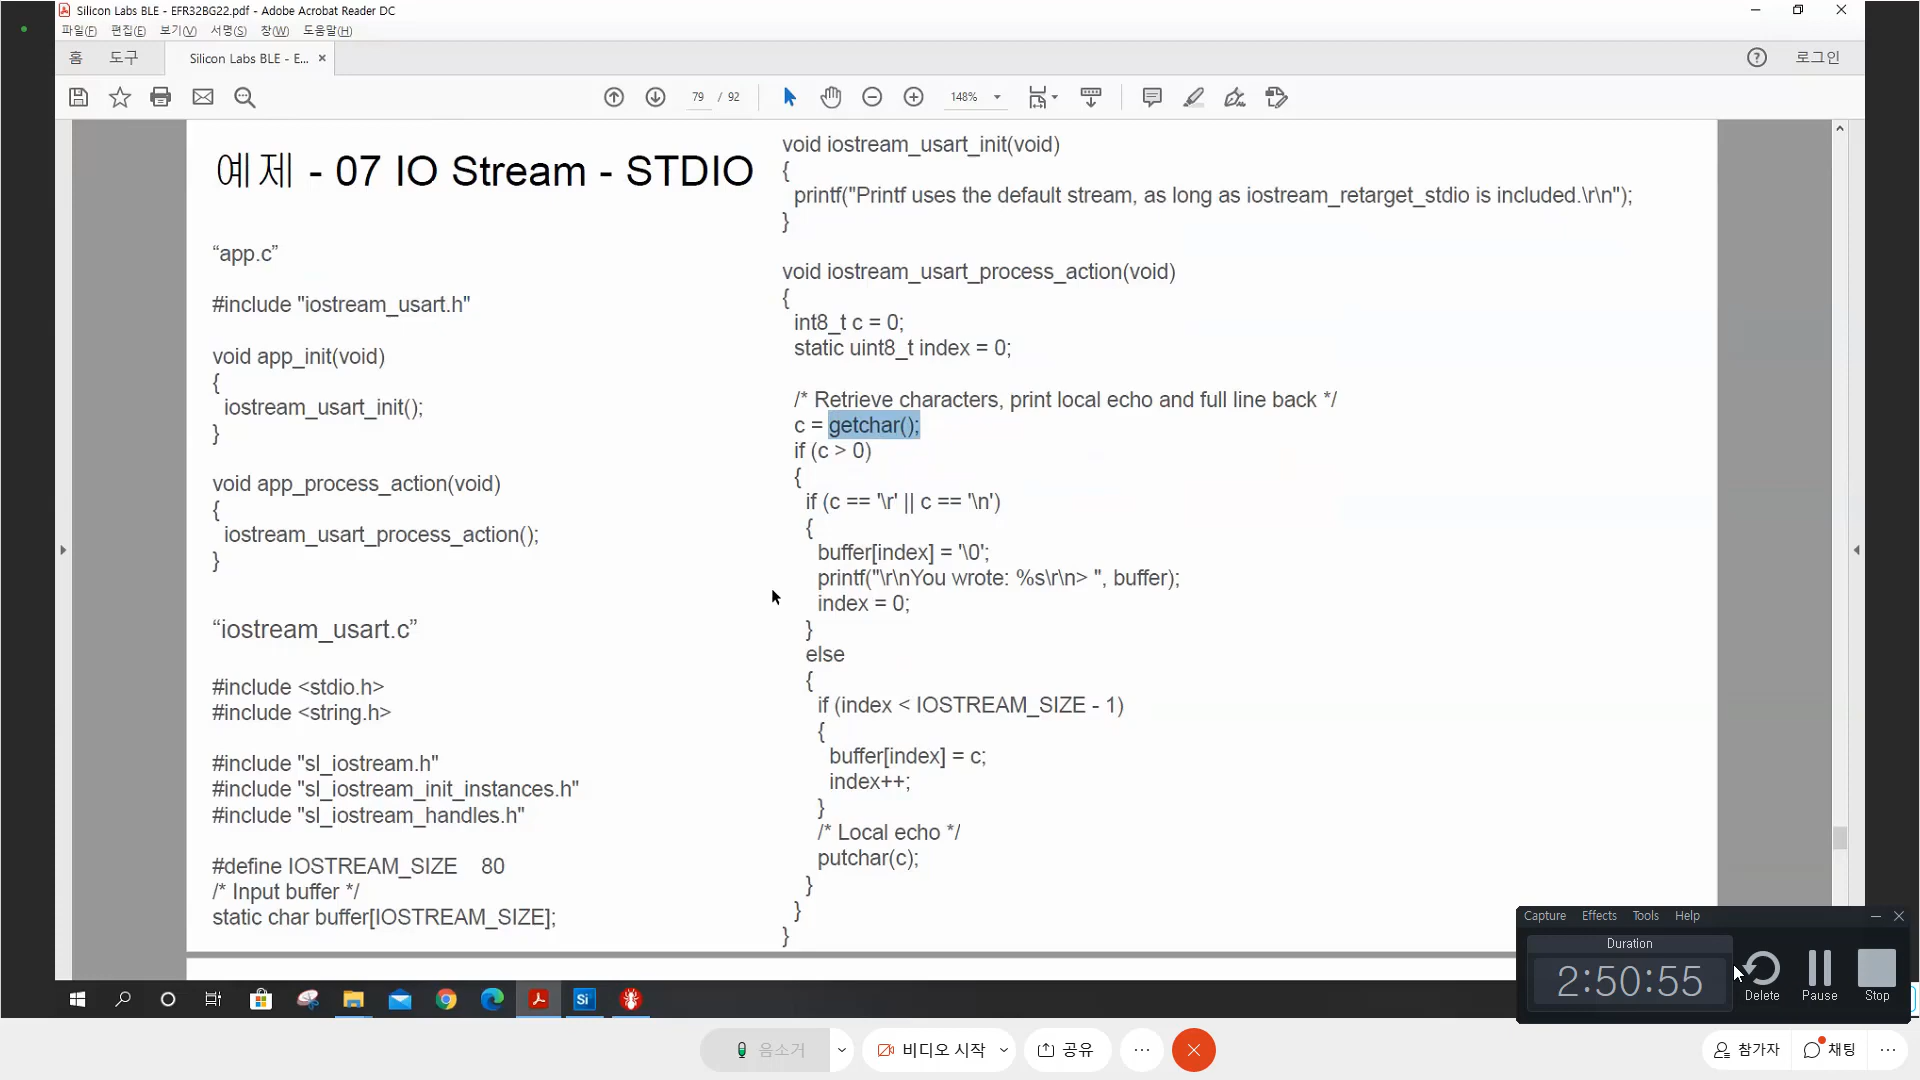 Silicon Labs BLE - EFR32BG22.pdf - Adobe Acrobat Reader DC
파일(F) 편집(E) 보기(V) 서명(S) 창(W) 도움말(H)
홈 도구 Silicon Labs BLE - E... × 로그인
79 / 92 148%
예제 - 07 IO Stream - STDIO
“app.c”
#include "iostream_usart.h"
void app_init(void)
{
iostream_usart_init();
}
void app_process_action(void)
{
iostream_usart_process_action();
}
“iostream_usart.c”
#include <stdio.h>
#include <string.h>
#include "sl_iostream.h"
#include "sl_iostream_init_instances.h"
#include "sl_iostream_handles.h"
#define IOSTREAM_SIZE 80
/* Input buffer */
static char buffer[IOSTREAM_SIZE];
void iostream_usart_init(void)
{
printf("Printf uses the default stream, as long as iostream_retarget_stdio is included.\r\n");
}
void iostream_usart_process_action(void)
{
int8_t c = 0;
static uint8_t index = 0;
/* Retrieve characters, print local echo and full line back */
c = getchar();
if (c > 0)
{
if (c == '\r' || c == '\n')
{
buffer[index] = '\0';
printf("\r\nYou wrote: %s\r\n> ", buffer);
index = 0;
}
else
{
if (index < IOSTREAM_SIZE - 1)
{
buffer[index] = c;
index++;
}
/* Local echo */
putchar(c);
}
}
}
Capture Effects Tools Help
Duration
2:50:55
Delete Pause Stop
Si
음소거 비디오 시작 공유 참가자 채팅